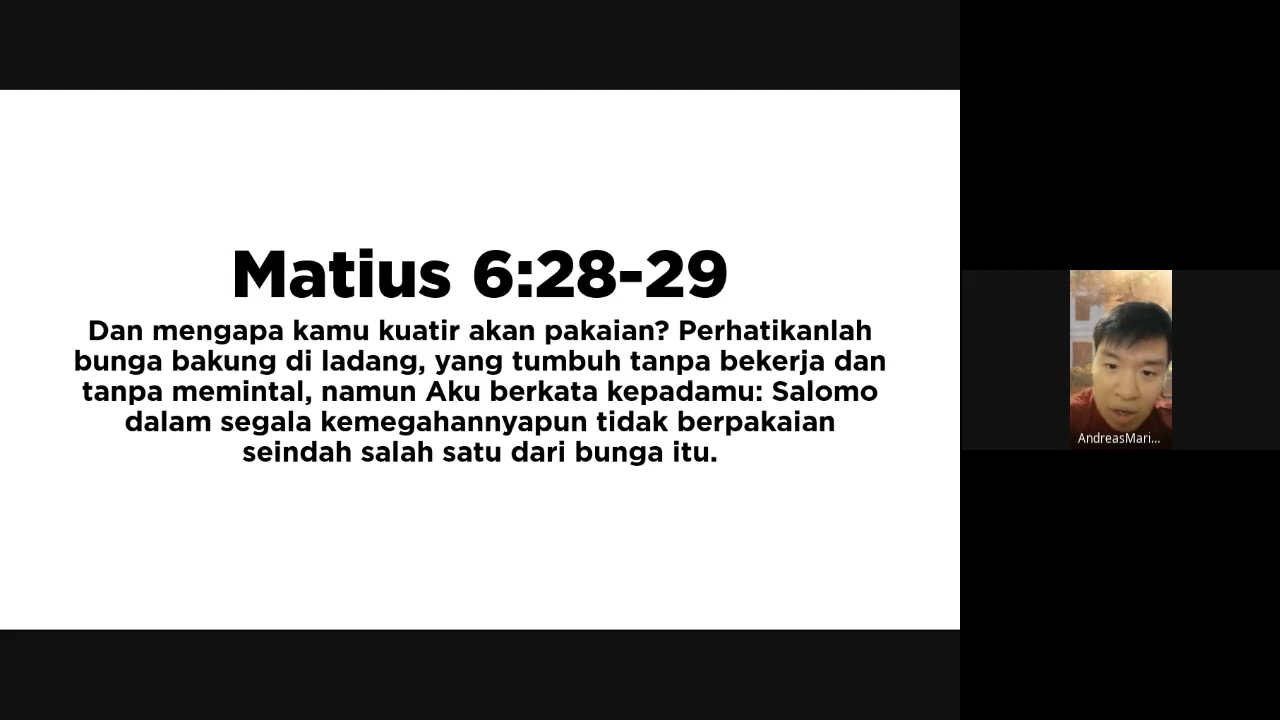 Matius 6:28-29
Dan mengapa kamu kuatir akan pakaian? Perhatikanlah
bunga bakung di ladang, yang tumbuh tanpa bekerja dan
tanpa memintal, namun Aku berkata kepadamu: Salomo
dalam segala kemegahannyapun tidak berpakaian
seindah salah satu dari bunga itu.
AndreasMari...